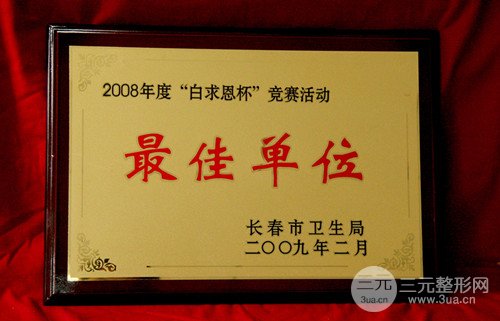 2008年度“白求恩杯”竞赛活动
最佳单位
长春市卫生局
二〇〇九年二月
三元 三元整形网
3ua.cn www.3ua.cn